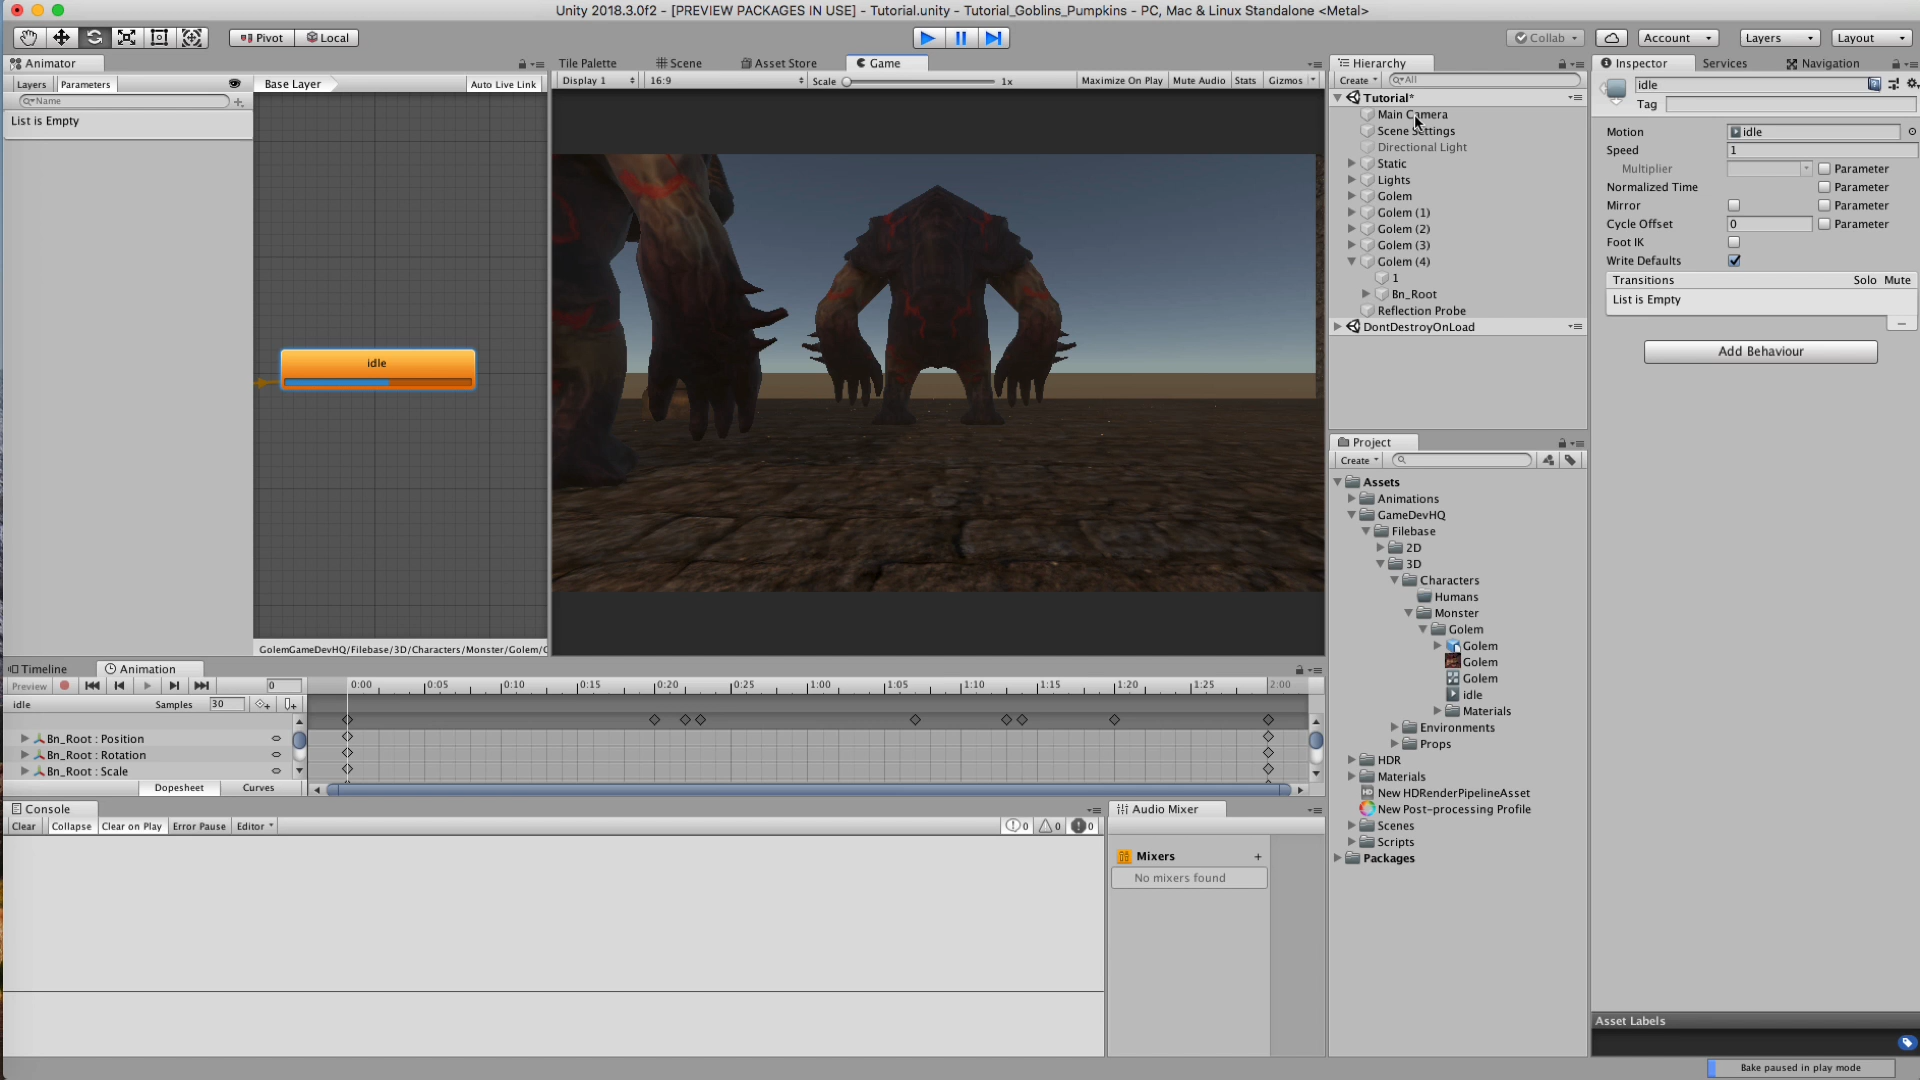 Unity 2018.3.0f2 - [PREVIEW PACKAGES IN USE] - Tutorial.unity - Tutorial_Goblins_Pumpkins - PC, Mac & Linux Standalone <Metal>
Pivot Local Collab Account Layers Layout
Animator
Layers Parameters Base Layer Auto Live Link
Name
List is Empty
idle
GolemGameDevHQ/Filebase/3D/Characters/Monster/Golem/G
Tile Palette Scene Asset Store Game
Display 1 16:9 Scale 1x Maximize On Play Mute Audio Stats Gizmos
Hierarchy
Create All
Tutorial*
Main Camera
Scene Settings
Directional Light
Static
Lights
Golem
Golem (1)
Golem (2)
Golem (3)
Golem (4)
1
Bn_Root
Reflection Probe
DontDestroyOnLoad
Project
Create
Assets
Animations
GameDevHQ
Filebase
2D
3D
Characters
Humans
Monster
Golem
Golem
Golem
Golem
idle
Materials
Environments
Props
HDR
Materials
New HDRenderPipelineAsset
New Post-processing Profile
Scenes
Scripts
Packages
Inspector Services Navigation
idle
Tag
Motion idle
Speed 1
Multiplier Parameter
Normalized Time Parameter
Mirror Parameter
Cycle Offset 0 Parameter
Foot IK
Write Defaults
Transitions Solo Mute
List is Empty
Add Behaviour
Asset Labels
Bake paused in play mode
Timeline Animation
Preview 0 0:00 0:05 0:10 0:15 0:20 0:25 1:00 1:05 1:10 1:15 1:20 1:25 2:00
idle Samples 30
Bn_Root : Position
Bn_Root : Rotation
Bn_Root : Scale
Dopesheet Curves
Console
Clear Collapse Clear on Play Error Pause Editor 0 0 0
Audio Mixer
Mixers +
No mixers found